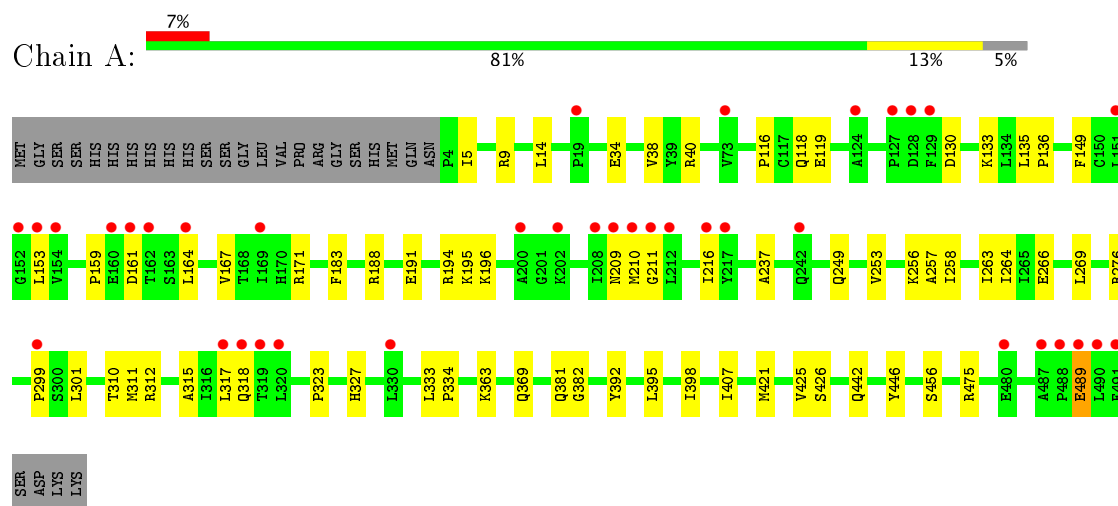 7%
Chain A:
81% 13% 5%
MET GLY SER SER HIS HIS HIS HIS HIS HIS SER SER GLY LEU VAL PRO ARG GLY SER HIS MET GLN ASN P4 I5 R9 L14 P19 E34 V38 Y39 R40 V73 P116 C117 Q118 E119 A124 P127 D128 F129 D130 K133 L134 L135 P136 F149 C150 L151
G152 L153 V154 P159 E160 D161 T162 S163 L164 V167 T168 I169 H170 R171 F183 R188 E191 R194 K195 K196 A200 G201 K202 I208 N209 M210 G211 L212 I216 Y217 A237 Q242 Q249 V253 K256 A257 I258 I263 I264 I265 E266 L269 R276
P299 S300 L301 T310 M311 R312 A315 I316 L317 Q318 T319 L320 P323 H327 L330 L333 P334 K363 Q369 Q381 G382 Y392 L395 I398 I407 M421 V425 S426 Q442 Y446 S456 R475 E480 A487 P488 E489 L490
SER ASP LYS LYS